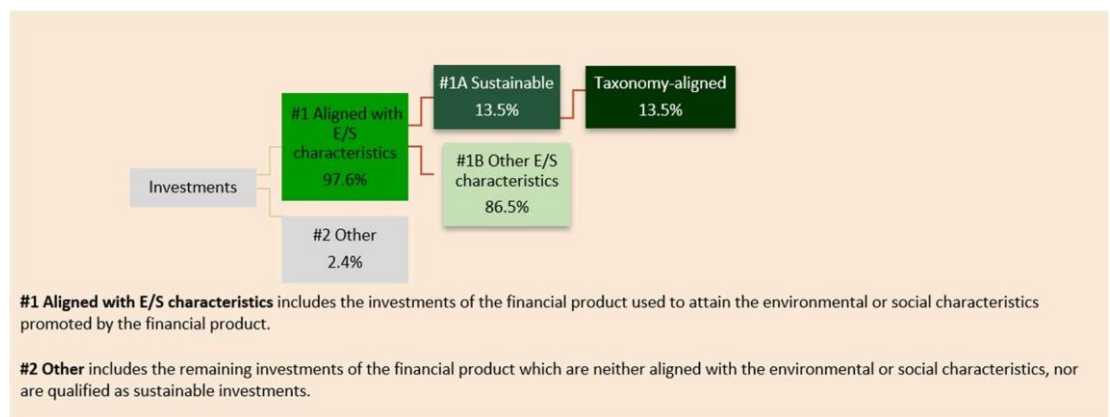 #1A Sustainable
13.5%
Taxonomy-aligned
13.5%
#1 Aligned with
E/S
characteristics
97.6%
#1B Other E/S
characteristics
86.5%
Investments
#2 Other
2.4%
#1 Aligned with E/S characteristics includes the investments of the financial product used to attain the environmental or social characteristics
promoted by the financial product.
#2 Other includes the remaining investments of the financial product which are neither aligned with the environmental or social characteristics, nor
are qualified as sustainable investments.